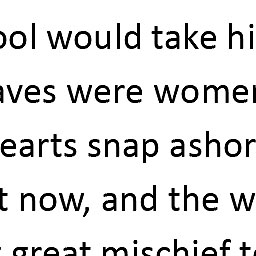 ool would take hi
aves were women
earts snap ashor
t now, and the w
great mischief t